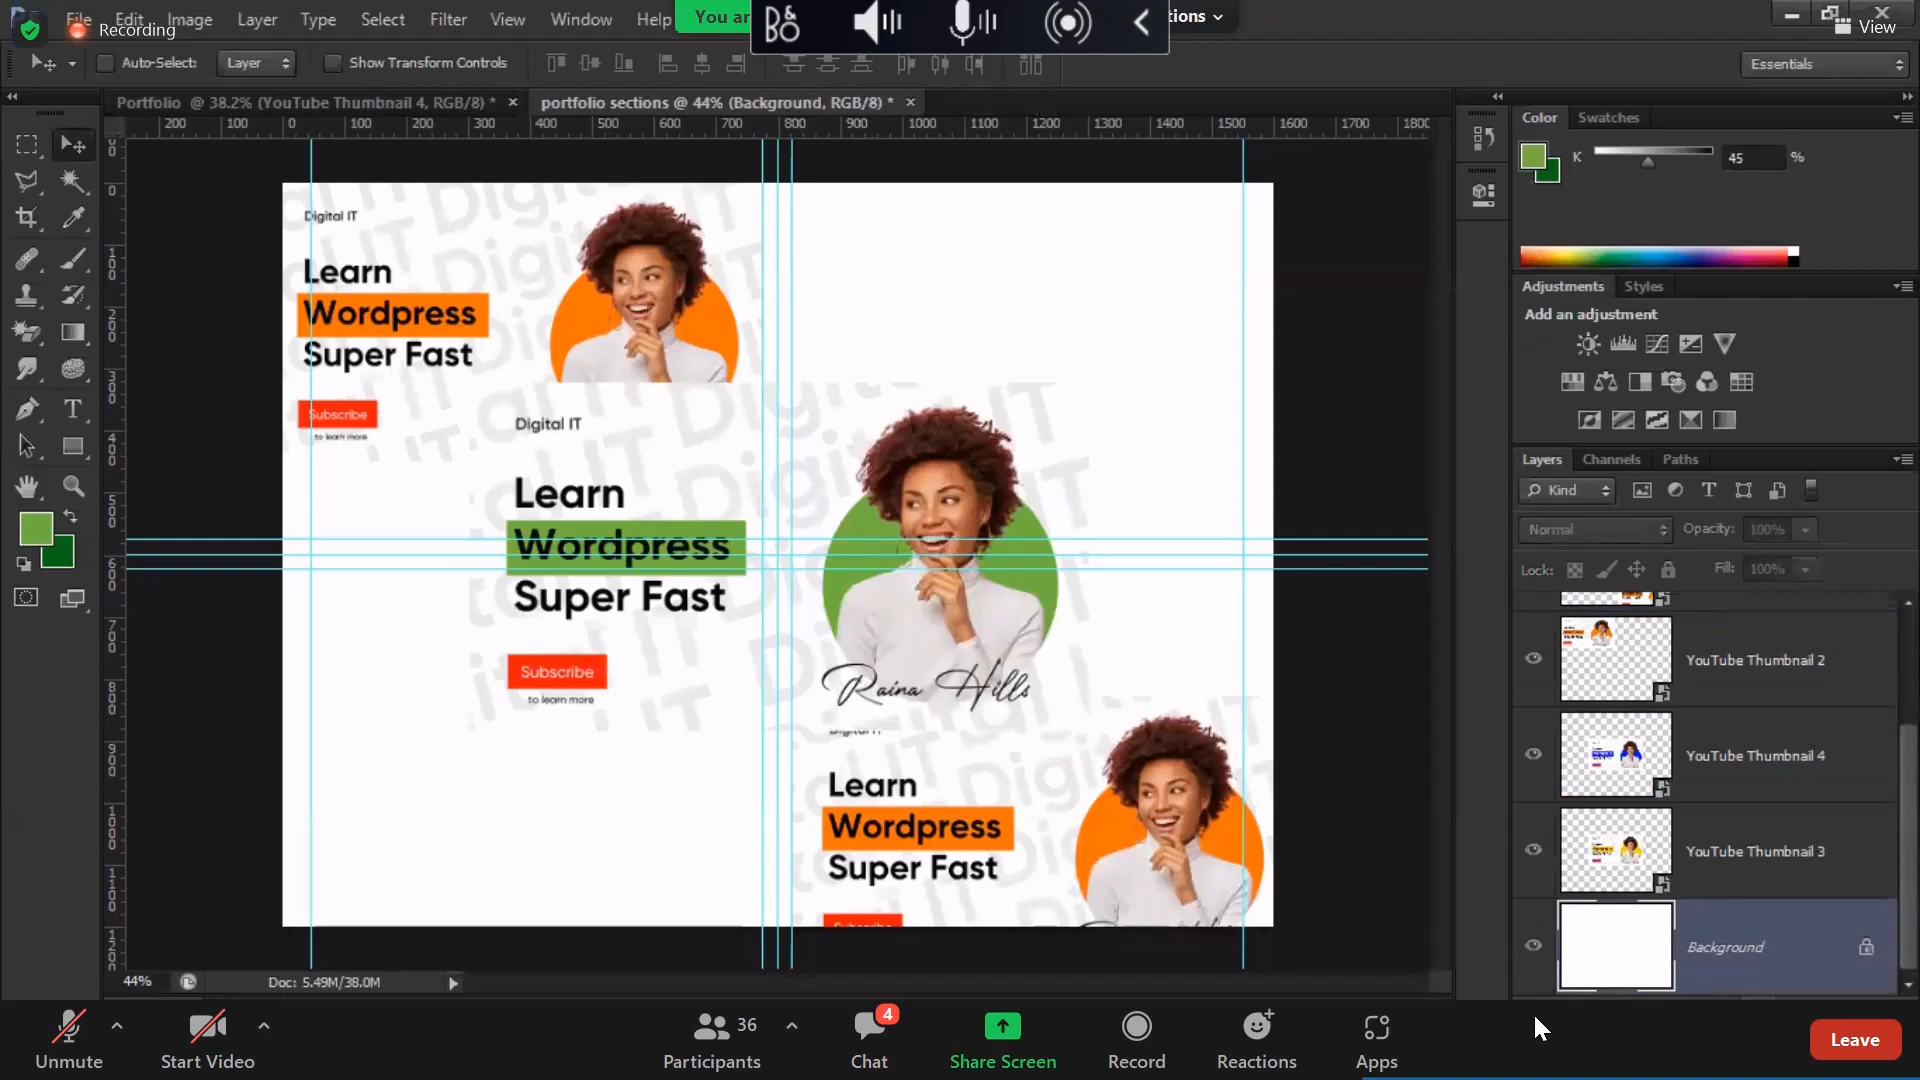 File Edit Image Layer Type Select Filter View Window Help
You ar
tions
Recording
View
Auto-Select: Layer Show Transform Controls
Essentials
Portfolio @ 38.2% (YouTube Thumbnail 4, RGB/8) *
portfolio sections @ 44% (Background, RGB/8) *
200 100 0 100 200 300 400 500 600 700 800 900 1000 1100 1200 1300 1400 1500 1600 1700 1800
Color Swatches
K 45 %
Adjustments Styles
Add an adjustment
Layers Channels Paths
Kind
Normal Opacity: 100%
Lock: Fill: 100%
YouTube Thumbnail 2
YouTube Thumbnail 4
YouTube Thumbnail 3
Background
Digital IT
Learn
Wordpress
Super Fast
Subscribe
to learn more
Digital IT
Learn
Wordpress
Super Fast
Subscribe
to learn more
Raina Hills
Digital IT
Learn
Wordpress
Super Fast
Subscribe
44% Doc: 5.49M/38.0M
Unmute
Start Video
36
Participants
4
Chat
Share Screen
Record
Reactions
Apps
Leave